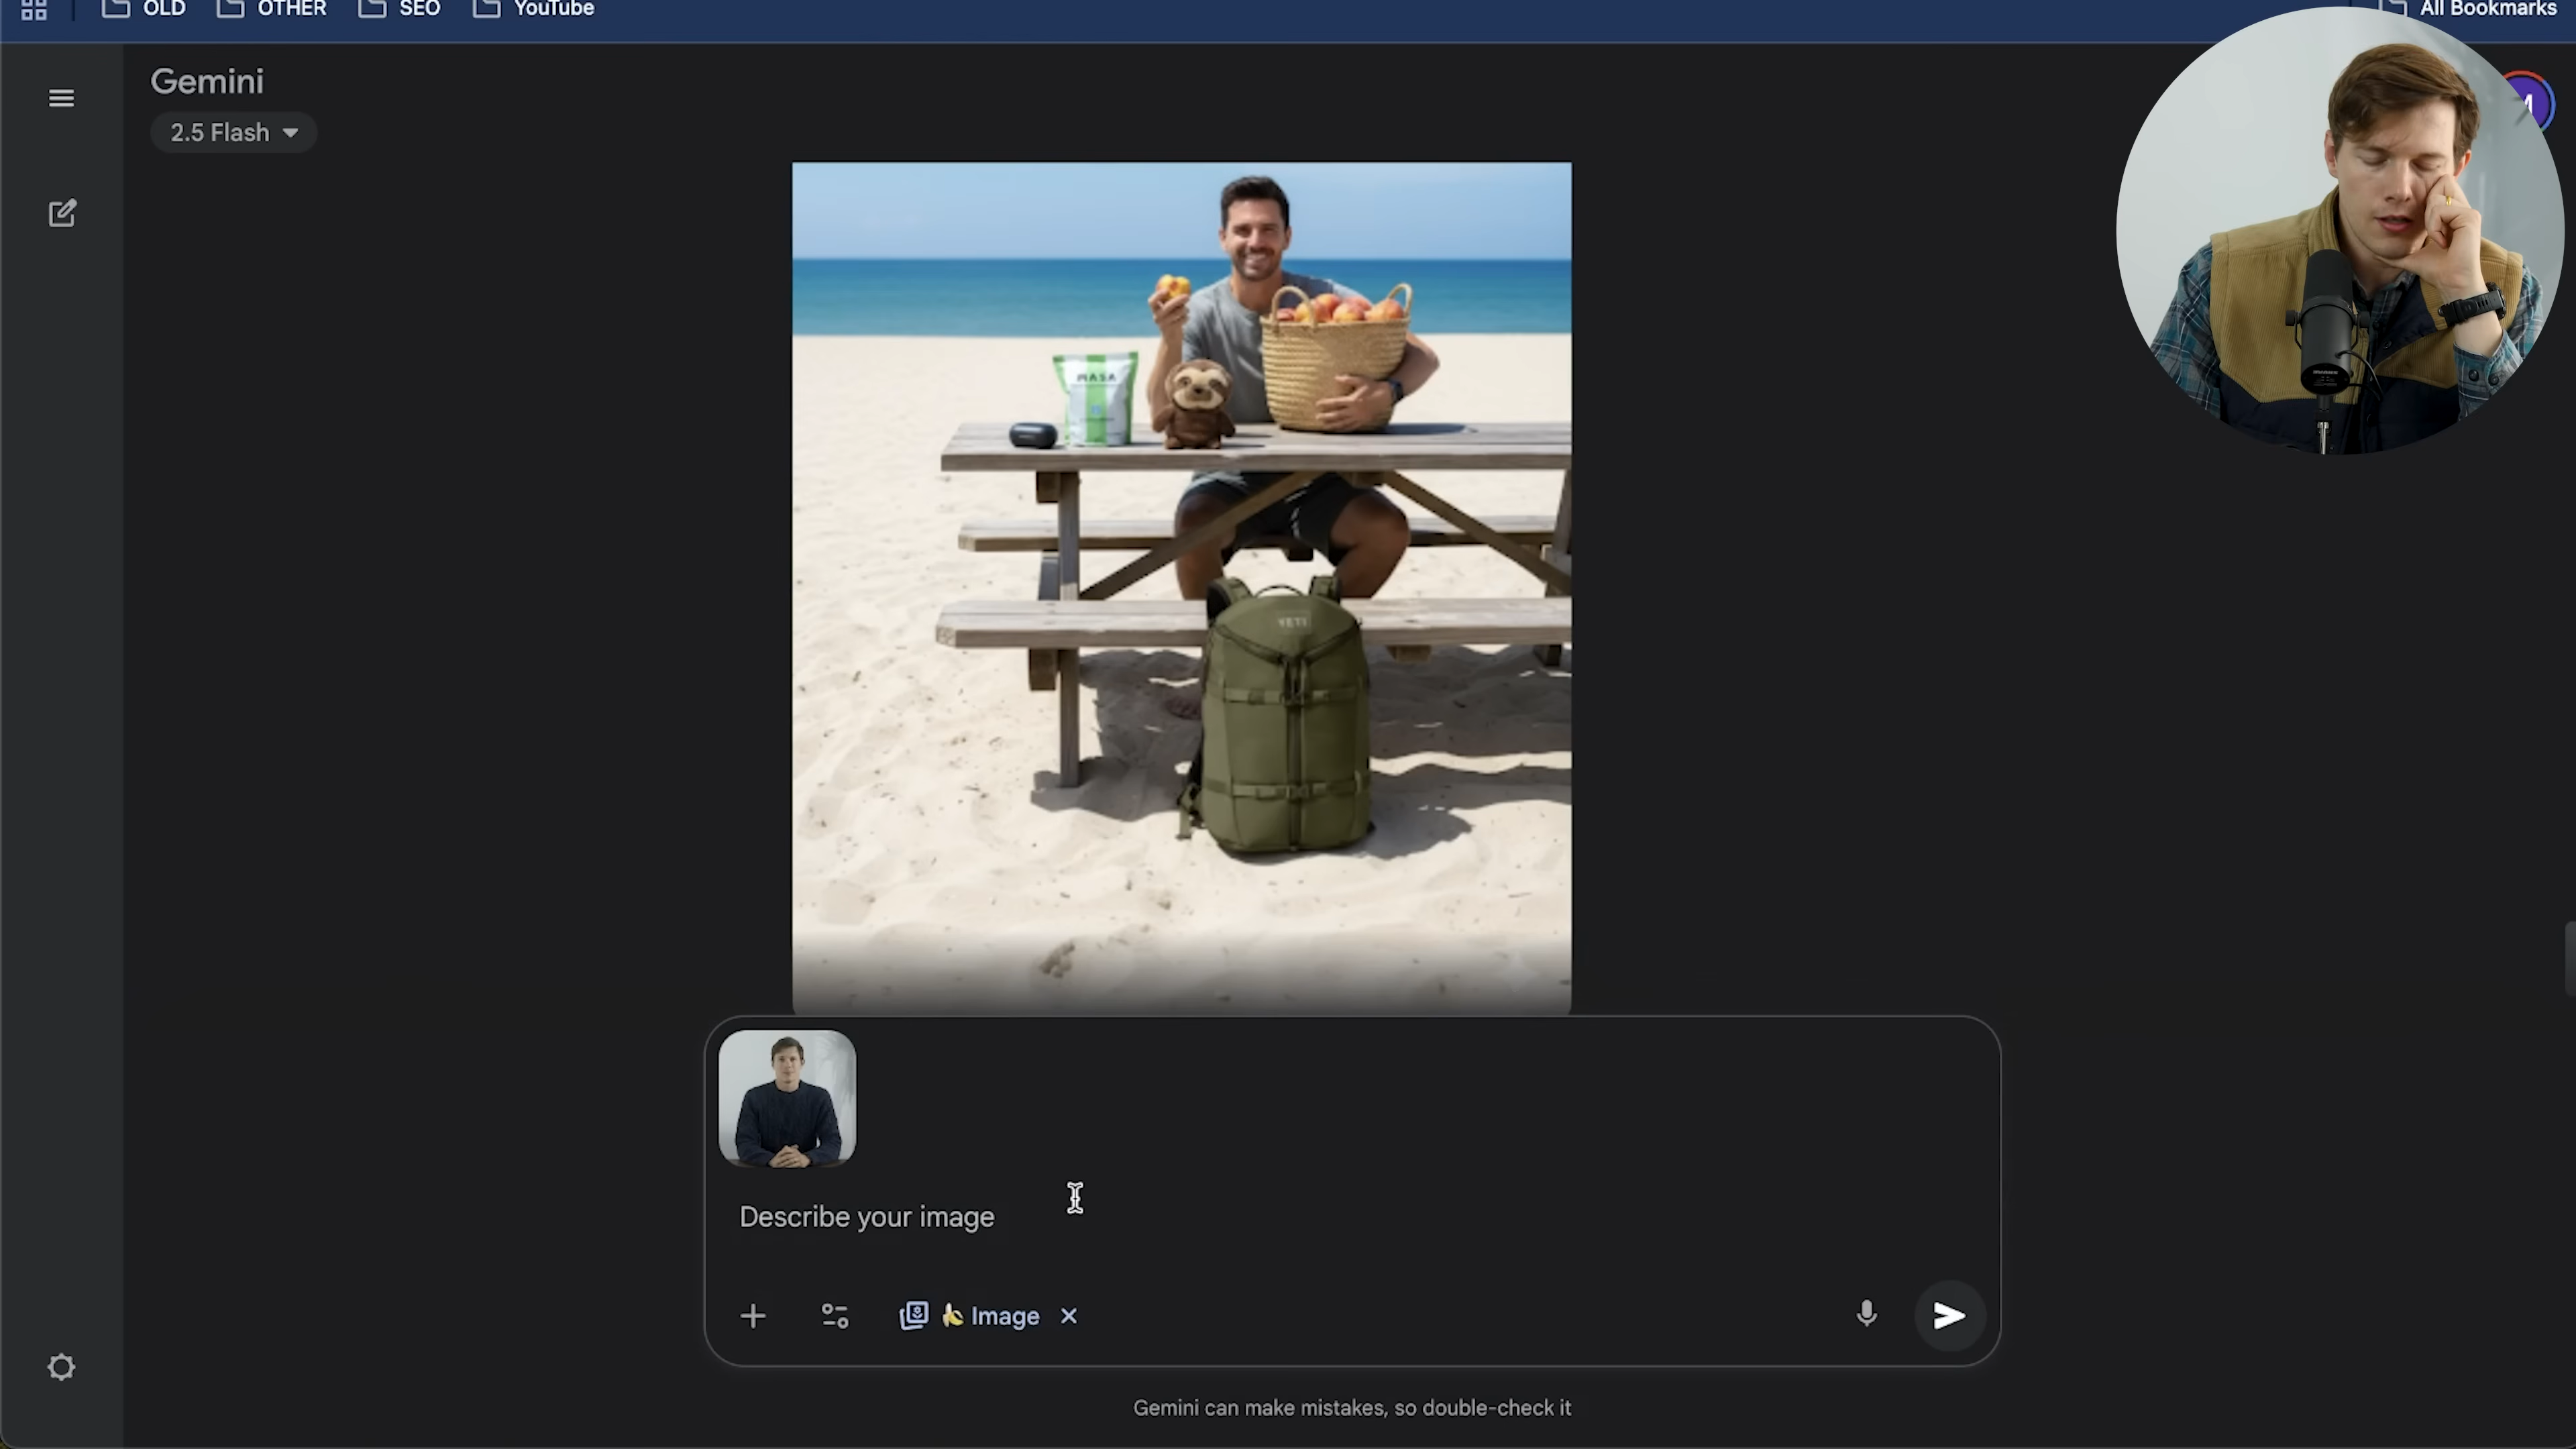 OLD OTHER SEO YouTube All Bookmarks
Gemini
2.5 Flash
MASA
YETI
Describe your image
Image
Gemini can make mistakes, so double-check it